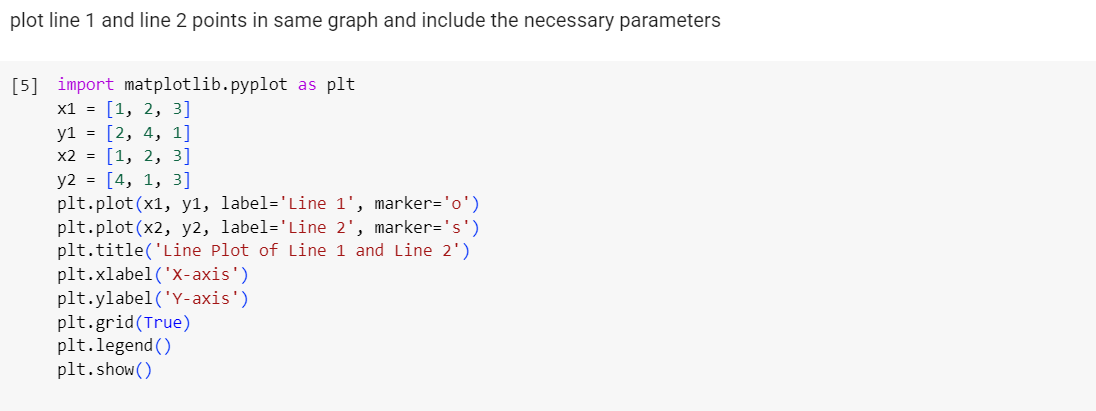 plot line 1 and line 2 points in same graph and include the necessary parameters
[5] import matplotlib.pyplot as plt
x1 = [1, 2, 3]
y1 = [2, 4, 1]
x2 = [1, 2, 3]
y2 = [4, 1, 3]
plt.plot(x1, y1, label='Line 1', marker='o')
plt.plot(x2, y2, label='Line 2', marker='s')
plt.title('Line Plot of Line 1 and Line 2')
plt.xlabel('X-axis')
plt.ylabel('Y-axis')
plt.grid(True)
plt.legend()
plt.show()